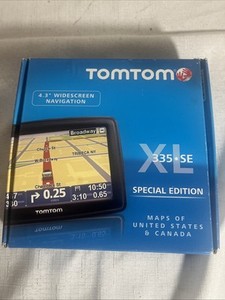 TOMTOM
4.3" WIDESCREEN
NAVIGATION
XL
335•SE
SPECIAL EDITION
Broadway
0.25
10:50
3:10
0.65
TOMTOM
MAPS OF
UNITED STATES
& CANADA